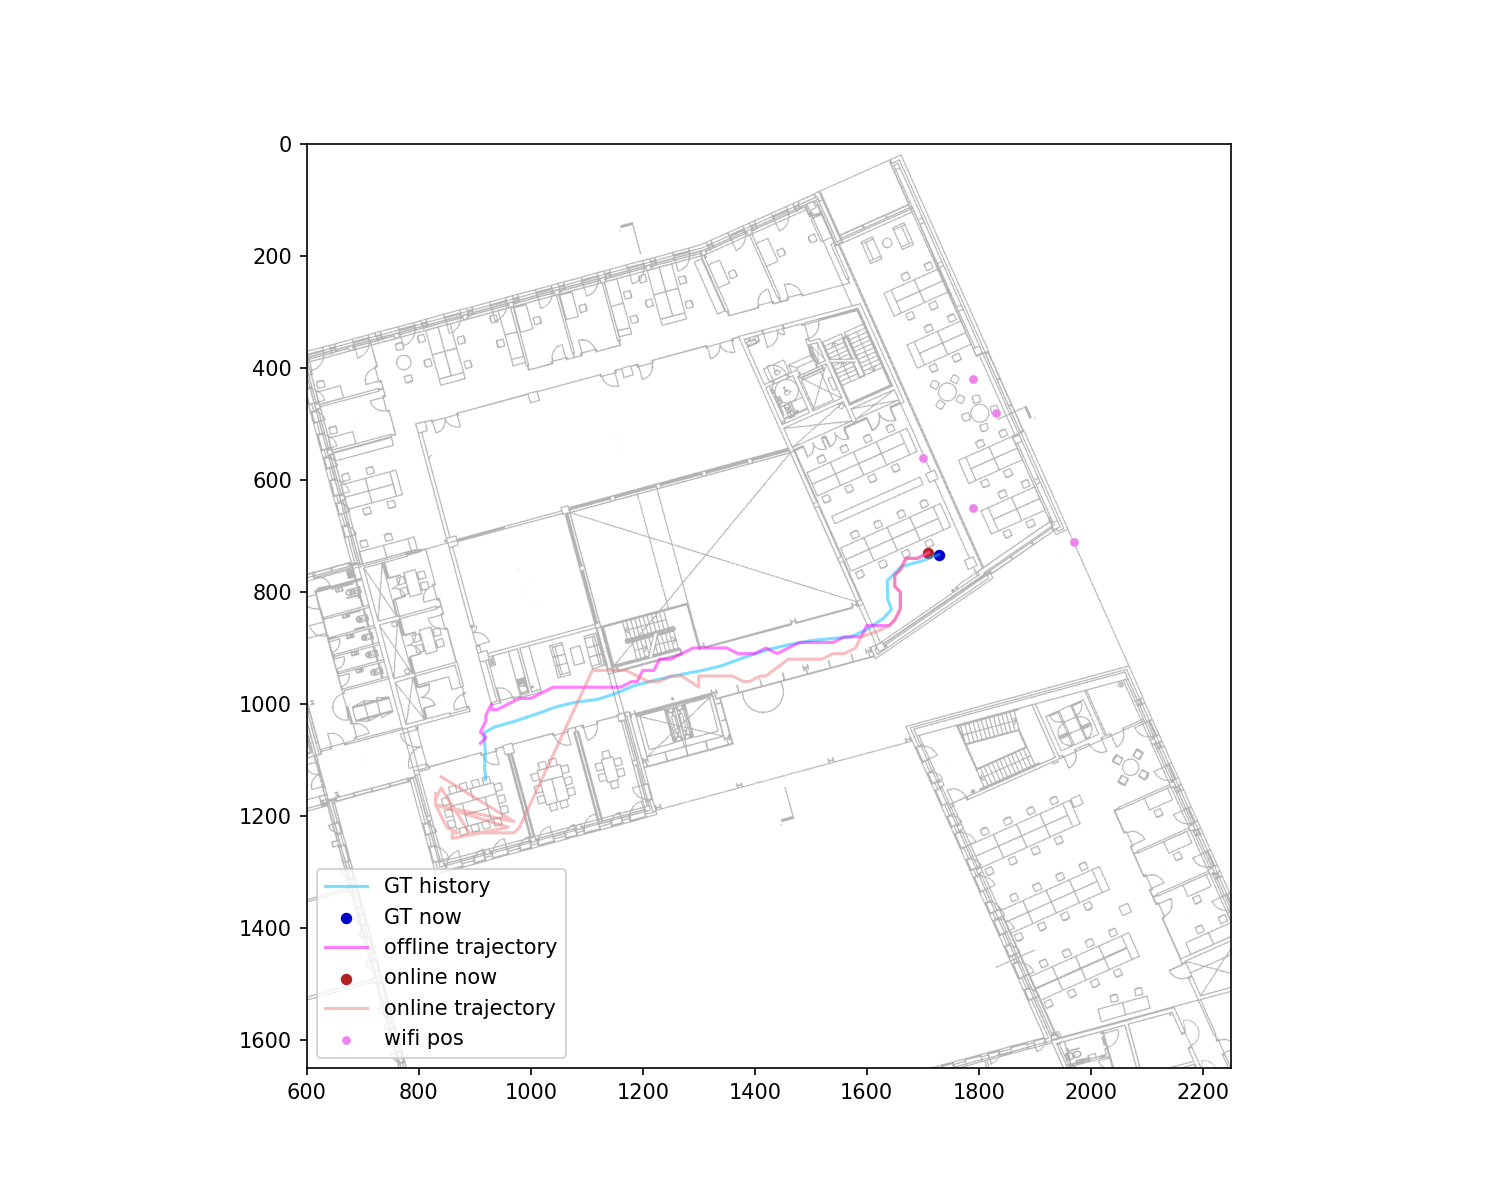 0
200
400
600
800
1000
1200
1400
1600
GT history
GT now
offline trajectory
online now
online trajectory
wifi pos
600 800 1000 1200 1400 1600 1800 2000 2200